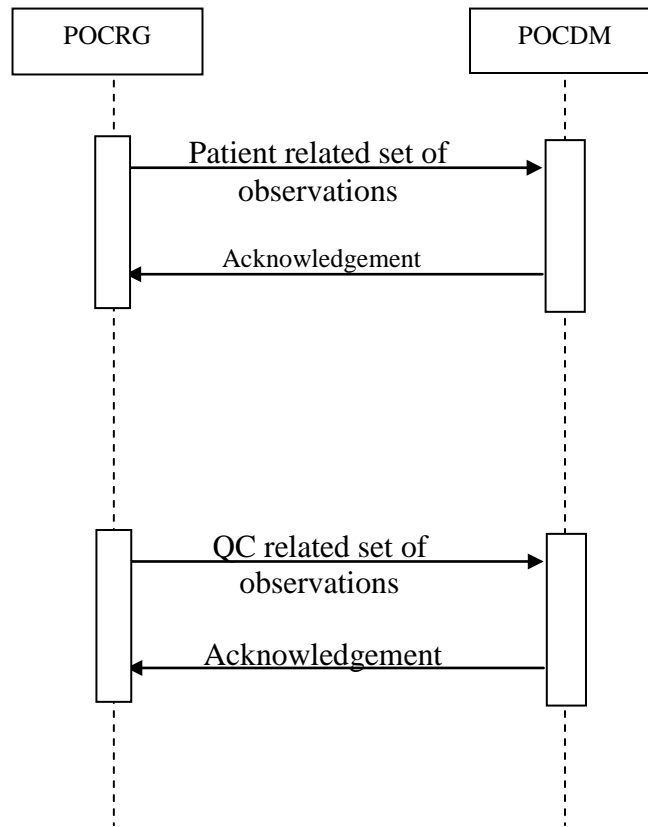 POCRG
POCDM
Patient related set of
observations
Acknowledgement
QC related set of
observations
Acknowledgement